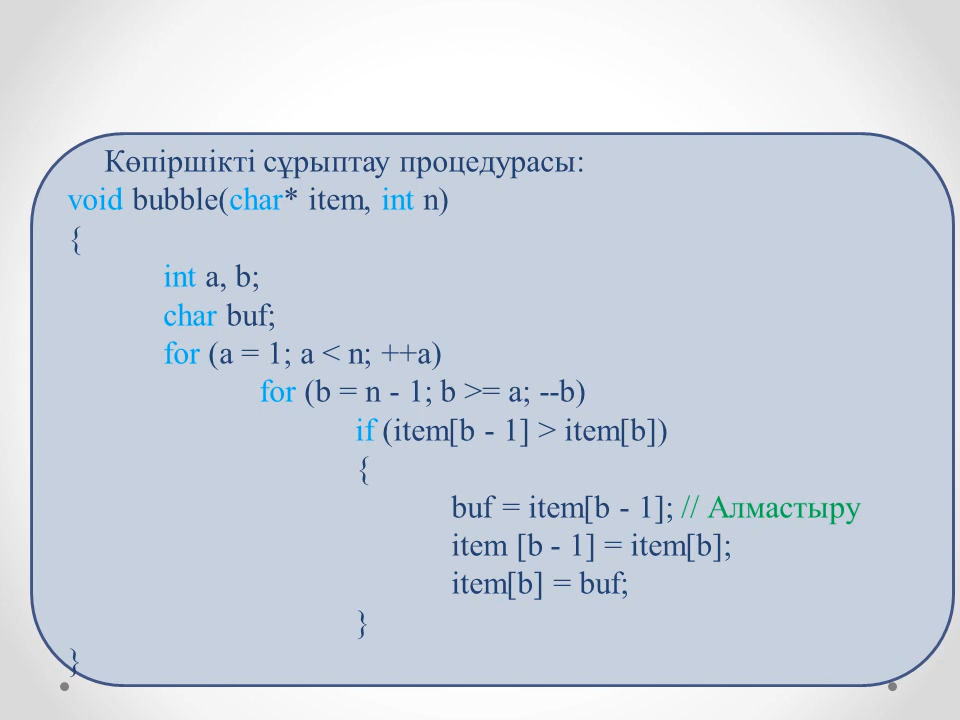 Көпіршікті сұрыптау процедурасы:
void bubble(char* item, int n)
{
int a, b;
char buf;
for (a = 1; a < n; ++a)
for (b = n - 1; b >= a; --b)
if (item[b - 1] > item[b])
{
buf = item[b - 1]; // Алмастыру
item [b - 1] = item[b];
item[b] = buf;
}
}